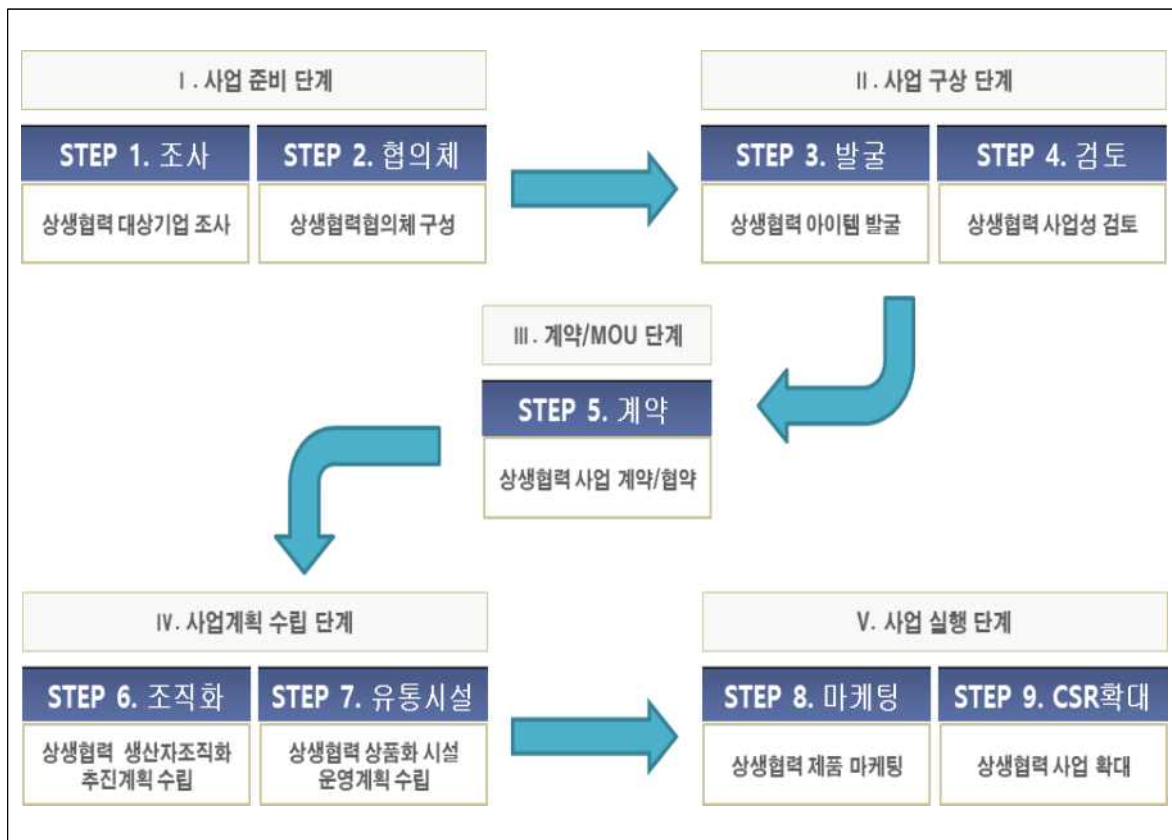 Ⅰ. 사업 준비 단계
STEP 1. 조사
상생협력 대상기업 조사
STEP 2. 협의체
상생협력협의체 구성
Ⅱ. 사업 구상 단계
STEP 3. 발굴
상생협력 아이템 발굴
STEP 4. 검토
상생협력 사업성 검토
Ⅲ. 계약/MOU 단계
STEP 5. 계약
상생협력 사업 계약/협약
Ⅳ. 사업계획 수립 단계
STEP 6. 조직화
상생협력 생산자조직화
추진계획 수립
STEP 7. 유통시설
상생협력 상품화 시설
운영계획 수립
Ⅴ. 사업 실행 단계
STEP 8. 마케팅
상생협력 제품 마케팅
STEP 9. CSR확대
상생협력 사업 확대